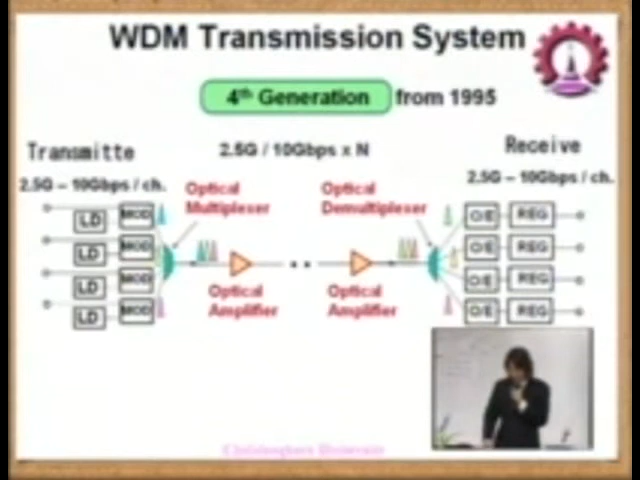 WDM Transmission System
4th Generation from 1995
Transmitte
2.5G / 10Gbps x N
Receive
2.5G – 10Gbps / ch.
2.5G – 10Gbps / ch.
Optical
Multiplexer
Optical
Demultiplexer
LD MOD
LD MOD
LD MOD
LD MOD
O/E REG
O/E REG
O/E REG
O/E REG
Optical
Amplifier
Optical
Amplifier